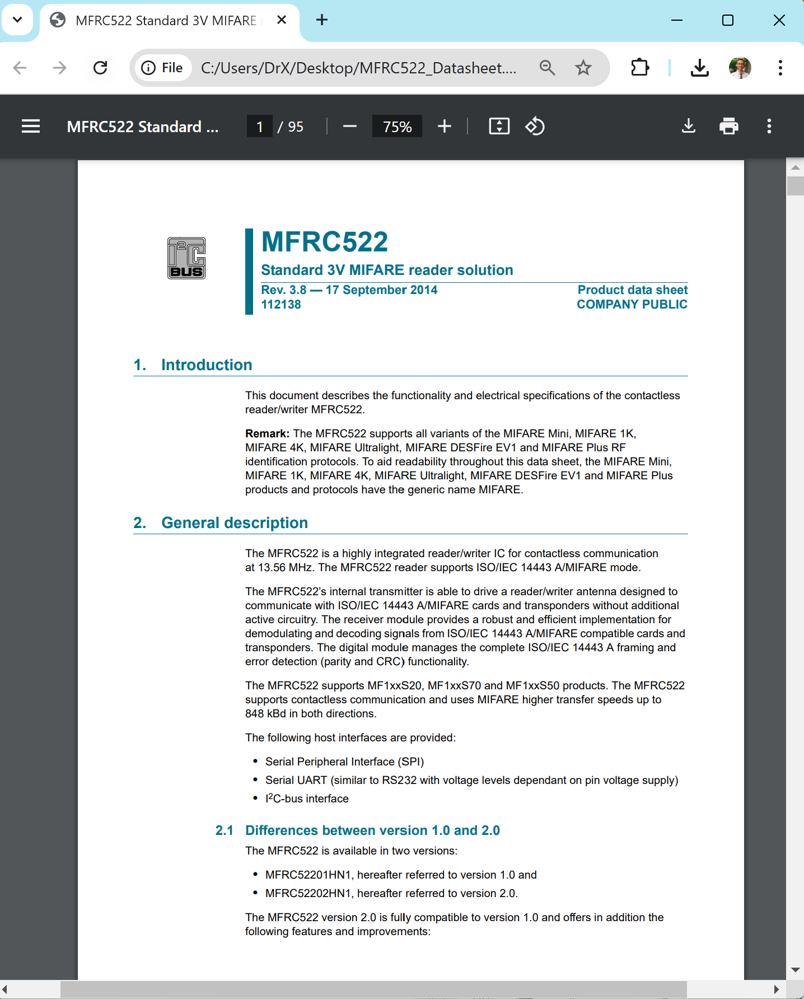 MFRC522 Standard 3V MIFARE
File
C:/Users/DrX/Desktop/MFRC522_Datasheet....
MFRC522 Standard ...
1 / 95
75%
I²C
BUS
MFRC522
Standard 3V MIFARE reader solution
Rev. 3.8 — 17 September 2014
Product data sheet
112138
COMPANY PUBLIC
1. Introduction
This document describes the functionality and electrical specifications of the contactless
reader/writer MFRC522.
Remark: The MFRC522 supports all variants of the MIFARE Mini, MIFARE 1K,
MIFARE 4K, MIFARE Ultralight, MIFARE DESFire EV1 and MIFARE Plus RF
identification protocols. To aid readability throughout this data sheet, the MIFARE Mini,
MIFARE 1K, MIFARE 4K, MIFARE Ultralight, MIFARE DESFire EV1 and MIFARE Plus
products and protocols have the generic name MIFARE.
2. General description
The MFRC522 is a highly integrated reader/writer IC for contactless communication
at 13.56 MHz. The MFRC522 reader supports ISO/IEC 14443 A/MIFARE mode.
The MFRC522’s internal transmitter is able to drive a reader/writer antenna designed to
communicate with ISO/IEC 14443 A/MIFARE cards and transponders without additional
active circuitry. The receiver module provides a robust and efficient implementation for
demodulating and decoding signals from ISO/IEC 14443 A/MIFARE compatible cards and
transponders. The digital module manages the complete ISO/IEC 14443 A framing and
error detection (parity and CRC) functionality.
The MFRC522 supports MF1xxS20, MF1xxS70 and MF1xxS50 products. The MFRC522
supports contactless communication and uses MIFARE higher transfer speeds up to
848 kBd in both directions.
The following host interfaces are provided:
• Serial Peripheral Interface (SPI)
• Serial UART (similar to RS232 with voltage levels dependant on pin voltage supply)
• I²C-bus interface
2.1 Differences between version 1.0 and 2.0
The MFRC522 is available in two versions:
• MFRC52201HN1, hereafter referred to version 1.0 and
• MFRC52202HN1, hereafter referred to version 2.0.
The MFRC522 version 2.0 is fully compatible to version 1.0 and offers in addition the
following features and improvements: